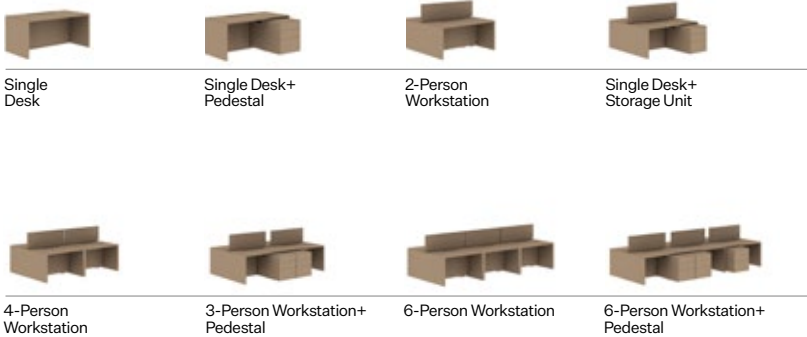 Single
Desk
Single Desk+
Pedestal
2-Person
Workstation
Single Desk+
Storage Unit
4-Person
Workstation
3-Person Workstation+
Pedestal
6-Person Workstation
6-Person Workstation+
Pedestal